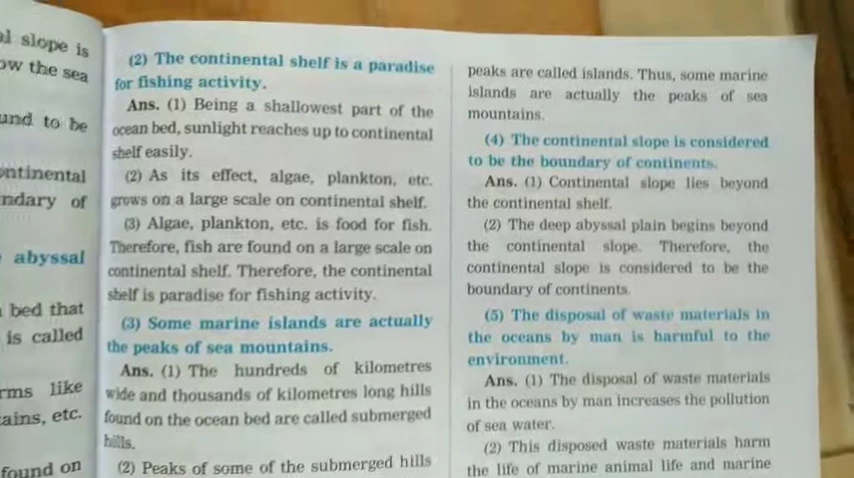 al slope is
ow the sea
und to be
ontinental
ndary of
abyssal
bed that
is called
rms like
tains, etc.
found on
(2) The continental shelf is a paradise
for fishing activity.
Ans. (1) Being a shallowest part of the
ocean bed, sunlight reaches up to continental
shelf easily.
(2) As its effect, algae, plankton, etc.
grows on a large scale on continental shelf.
(3) Algae, plankton, etc. is food for fish.
Therefore, fish are found on a large scale on
continental shelf. Therefore, the continental
shelf is paradise for fishing activity.
(3) Some marine islands are actually
the peaks of sea mountains.
Ans. (1) The hundreds of kilometres
wide and thousands of kilometres long hills
found on the ocean bed are called submerged
hills.
(2) Peaks of some of the submerged hills
peaks are called islands. Thus, some marine
islands are actually the peaks of sea
mountains.
(4) The continental slope is considered
to be the boundary of continents.
Ans. (1) Continental slope lies beyond
the continental shelf.
(2) The deep abyssal plain begins beyond
the continental slope. Therefore, the
continental slope is considered to be the
boundary of continents.
(5) The disposal of waste materials in
the oceans by man is harmful to the
environment.
Ans. (1) The disposal of waste materials
in the oceans by man increases the pollution
of sea water.
(2) This disposed waste materials harm
the life of marine animal life and marine